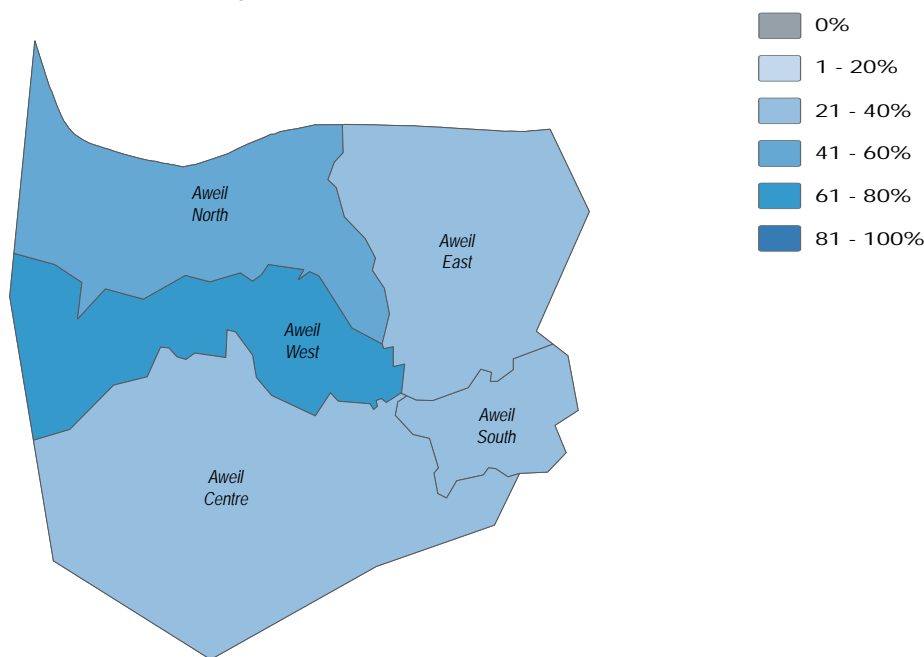 0%
1 - 20%
21 - 40%
41 - 60%
61 - 80%
81 - 100%
Aweil
North
Aweil
East
Aweil
West
Aweil
South
Aweil
Centre